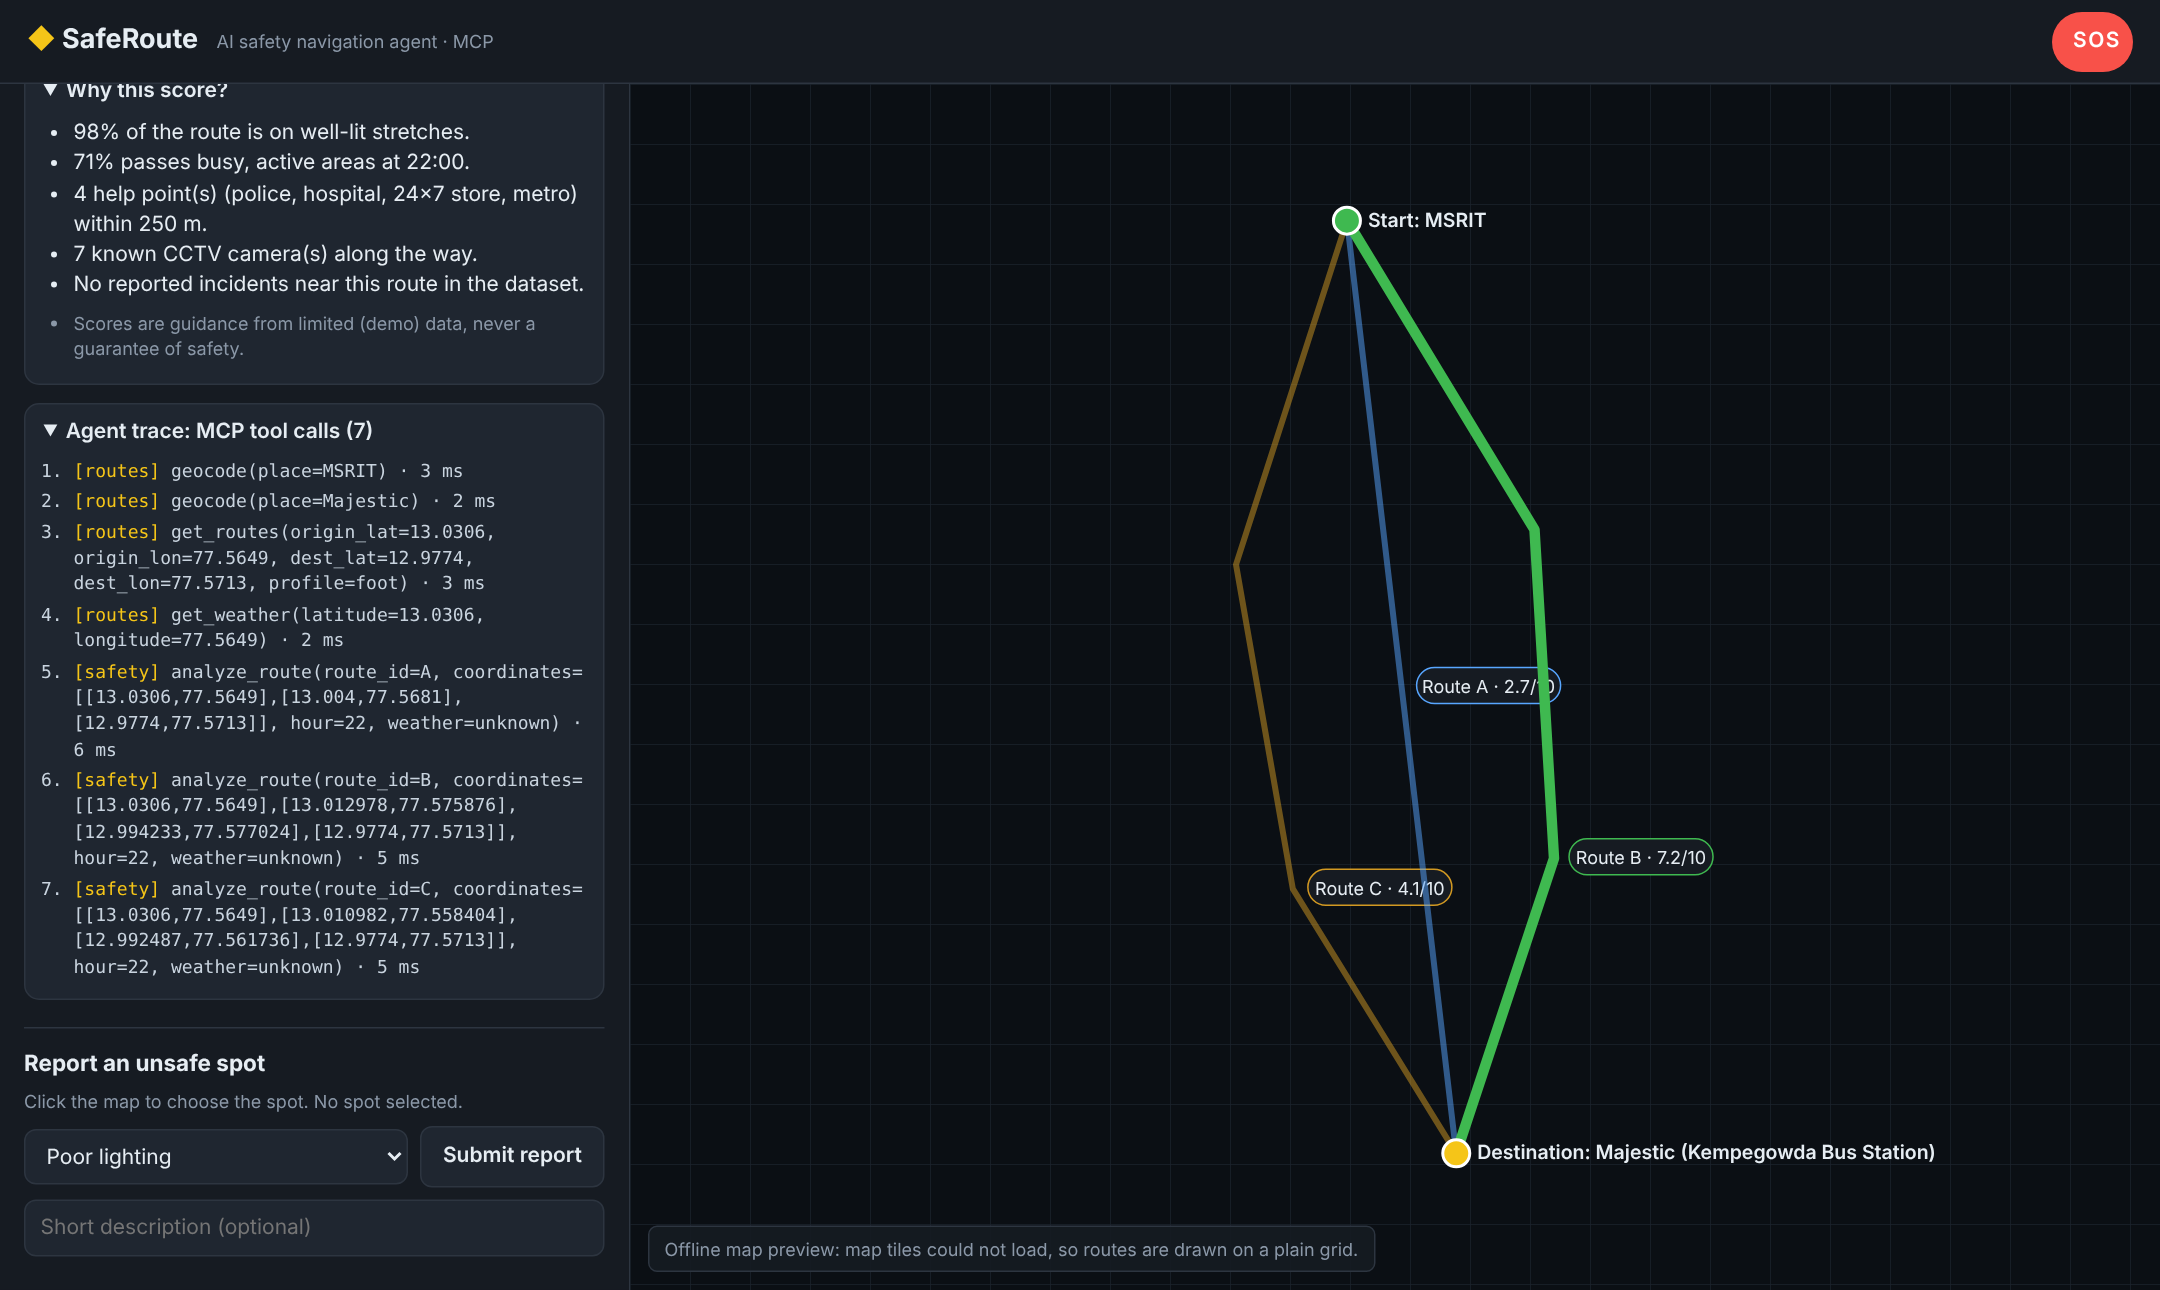 SafeRoute AI safety navigation agent · MCP
SOS
▼ Why this score?
• 98% of the route is on well-lit stretches.
• 71% passes busy, active areas at 22:00.
• 4 help point(s) (police, hospital, 24×7 store, metro)
within 250 m.
• 7 known CCTV camera(s) along the way.
• No reported incidents near this route in the dataset.
• Scores are guidance from limited (demo) data, never a
guarantee of safety.
▼ Agent trace: MCP tool calls (7)
1. [routes] geocode(place=MSRIT) · 3 ms
2. [routes] geocode(place=Majestic) · 2 ms
3. [routes] get_routes(origin_lat=13.0306,
origin_lon=77.5649, dest_lat=12.9774,
dest_lon=77.5713, profile=foot) · 3 ms
4. [routes] get_weather(latitude=13.0306,
longitude=77.5649) · 2 ms
5. [safety] analyze_route(route_id=A, coordinates=
[[13.0306,77.5649],[13.004,77.5681],
[12.9774,77.5713]], hour=22, weather=unknown) ·
6 ms
6. [safety] analyze_route(route_id=B, coordinates=
[[13.0306,77.5649],[13.012978,77.575876],
[12.994233,77.577024],[12.9774,77.5713]],
hour=22, weather=unknown) · 5 ms
7. [safety] analyze_route(route_id=C, coordinates=
[[13.0306,77.5649],[13.010982,77.558404],
[12.992487,77.561736],[12.9774,77.5713]],
hour=22, weather=unknown) · 5 ms
Report an unsafe spot
Click the map to choose the spot. No spot selected.
Poor lighting
Submit report
Short description (optional)
Start: MSRIT
Route A · 2.7/10
Route B · 7.2/10
Route C · 4.1/10
Destination: Majestic (Kempegowda Bus Station)
Offline map preview: map tiles could not load, so routes are drawn on a plain grid.